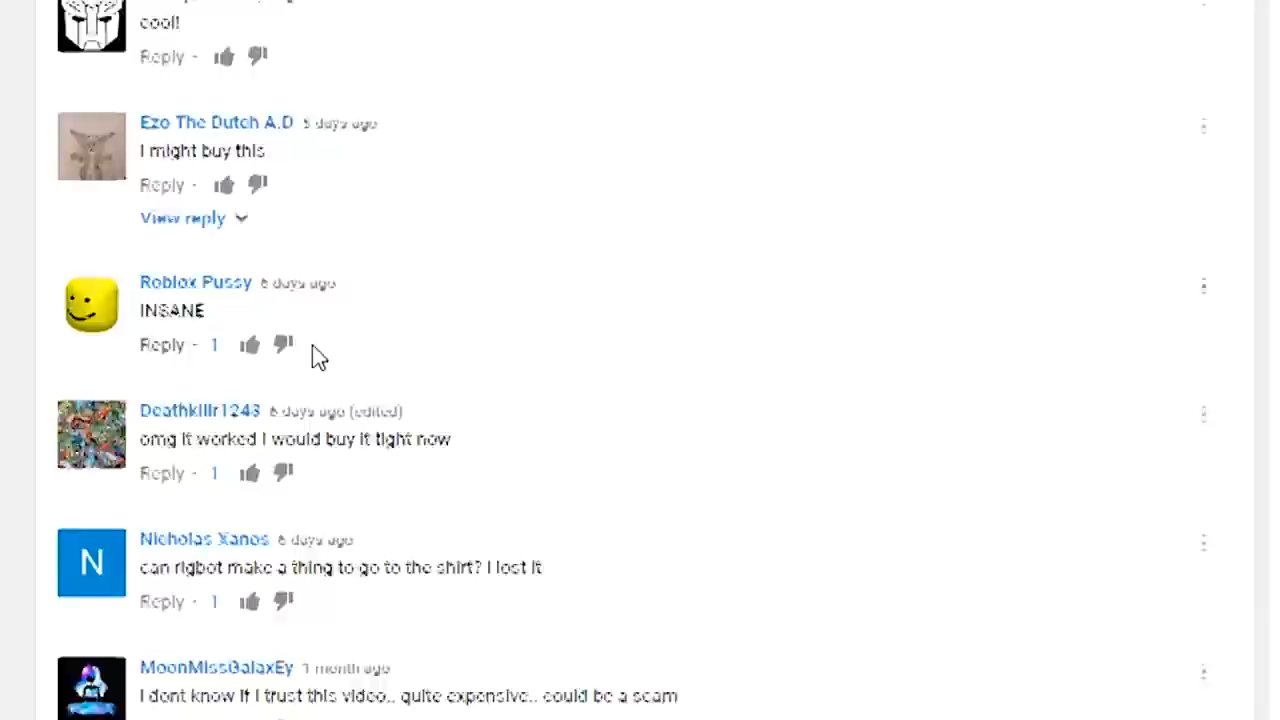 cool!
Reply ·
Ezo The Dutch A.D 5 days ago
I might buy this
Reply ·
View reply
Roblox Pussy 6 days ago
INSANE
Reply · 1
Deathkillr1243 6 days ago (edited)
omg it worked I would buy it tight now
Reply · 1
N
Nicholas Xanos 6 days ago
can rigbot make a thing to go to the shirt? I lost it
Reply · 1
MoonMissGalaxEy 1 month ago
I dont know if I trust this video.. quite expensive.. could be a scam